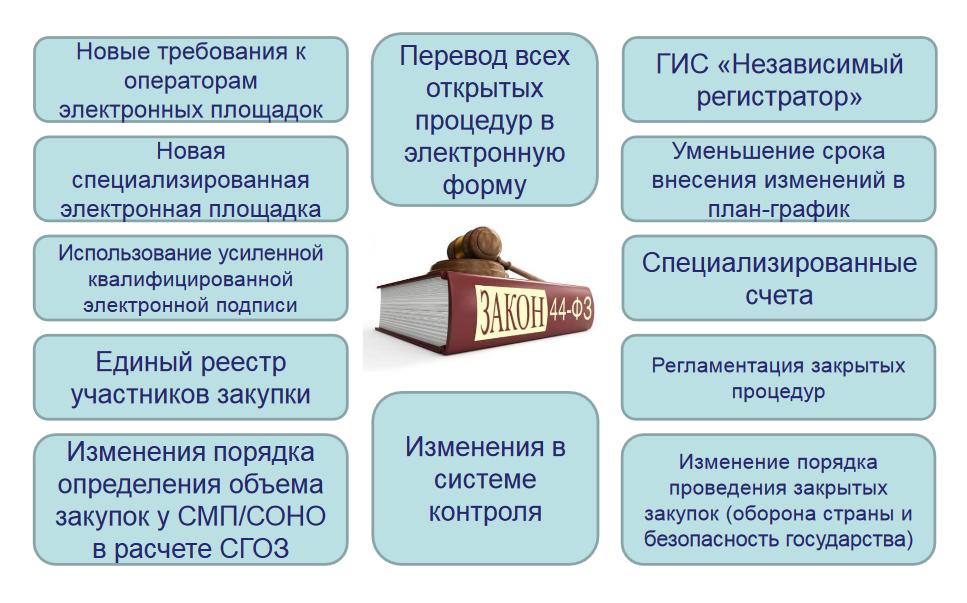 Новые требования к
операторам
электронных площадок
Новая
специализированная
электронная площадка
Использование усиленной
квалифицированной
электронной подписи
Единый реестр
участников закупки
Изменения порядка
определения объема
закупок у СМП/СОНО
в расчете СГОЗ
Перевод всех
открытых
процедур в
электронную
форму
ЗАКОН 44-ФЗ
Изменения в
системе
контроля
ГИС «Независимый
регистратор»
Уменьшение срока
внесения изменений в
план-график
Специализированные
счета
Регламентация закрытых
процедур
Изменение порядка
проведения закрытых
закупок (оборона страны и
безопасность государства)